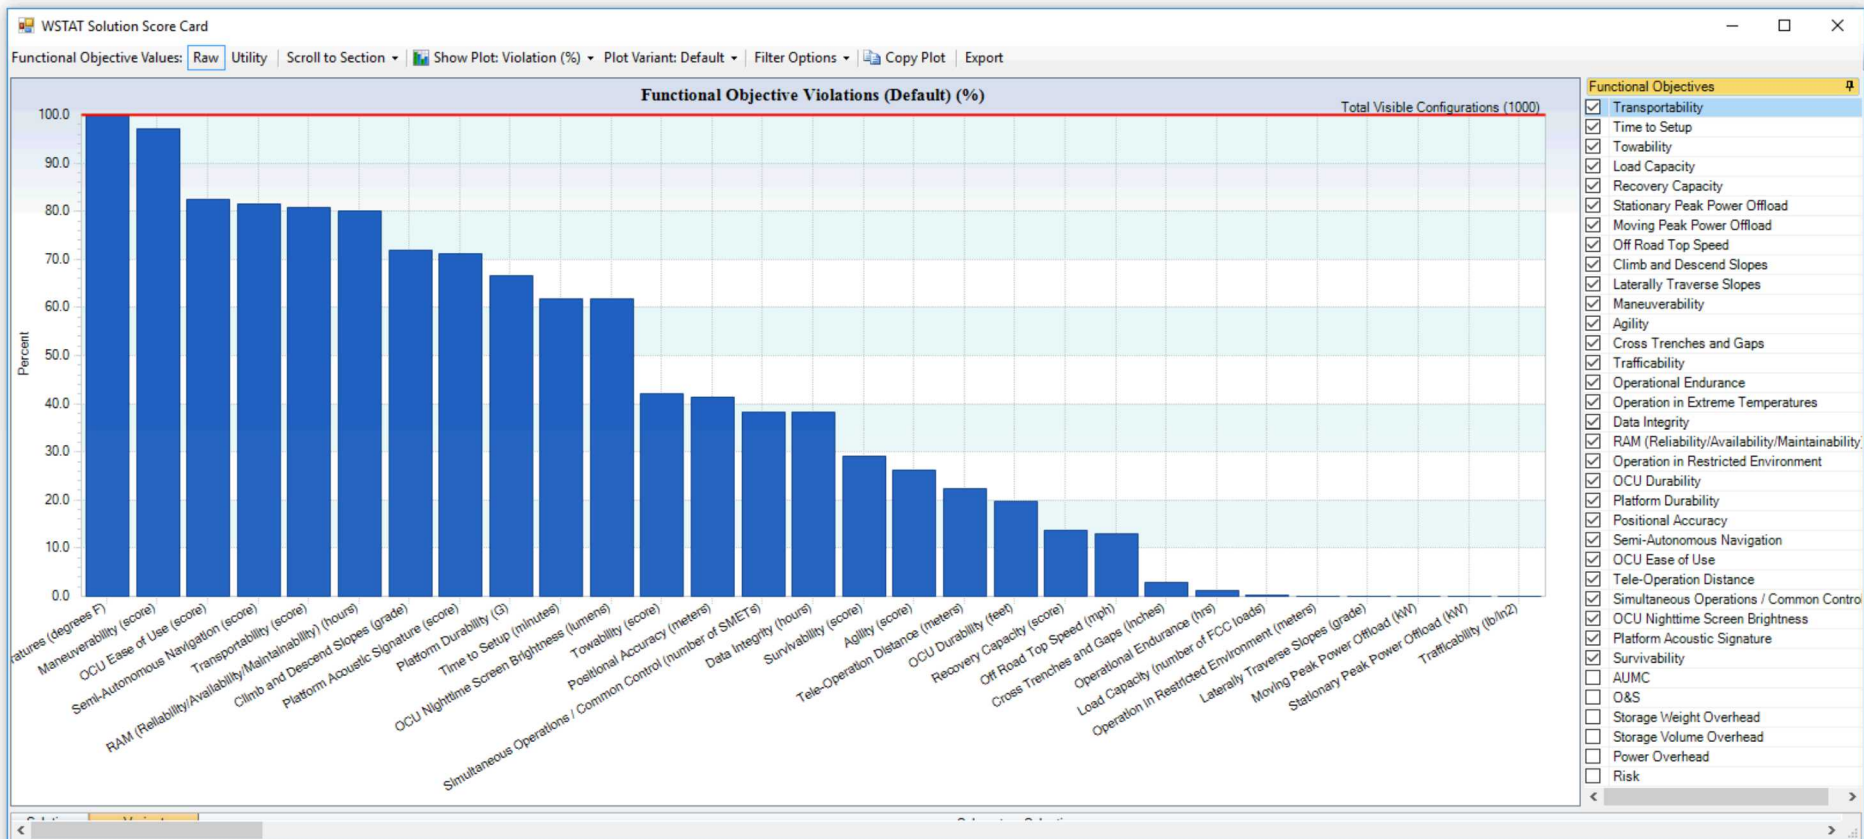 WSTAT Solution Score Card
Functional Objective Values: Raw Utility Scroll to Section Show Plot: Violation (%) Plot Variant: Default Filter Options Copy Plot Export
Functional Objective Violations (Default) (%)
Total Visible Configurations (1000)
100.0
90.0
80.0
70.0
60.0
50.0
40.0
30.0
20.0
10.0
0.0
Percent
ratures (degrees F)
Maneuverability (score)
OCU Ease of Use (score)
Semi-Autonomous Navigation (score)
Transportability (score)
RAM (Reliability/Availability/Maintainability) (hours)
Climb and Descend Slopes (grade)
Platform Acoustic Signature (score)
Platform Durability (G)
Time to Setup (minutes)
OCU Nighttime Screen Brightness (lumens)
Towability (score)
Positional Accuracy (meters)
Simultaneous Operations / Common Control (number of SMETs)
Data Integrity (hours)
Survivability (score)
Agility (score)
Tele-Operation Distance (meters)
OCU Durability (feet)
Recovery Capacity (score)
Off Road Top Speed (mph)
Cross Trenches and Gaps (inches)
Operational Endurance (hrs)
Load Capacity (number of FCC loads)
Operation in Restricted Environment (meters)
Laterally Traverse Slopes (grade)
Moving Peak Power Offload (kW)
Stationary Peak Power Offload (kW)
Trafficability (lb/in2)
Functional Objectives
Transportability
Time to Setup
Towability
Load Capacity
Recovery Capacity
Stationary Peak Power Offload
Moving Peak Power Offload
Off Road Top Speed
Climb and Descend Slopes
Laterally Traverse Slopes
Maneuverability
Agility
Cross Trenches and Gaps
Trafficability
Operational Endurance
Operation in Extreme Temperatures
Data Integrity
RAM (Reliability/Availability/Maintainability)
Operation in Restricted Environment
OCU Durability
Platform Durability
Positional Accuracy
Semi-Autonomous Navigation
OCU Ease of Use
Tele-Operation Distance
Simultaneous Operations / Common Contro
OCU Nighttime Screen Brightness
Platform Acoustic Signature
Survivability
AUMC
O&S
Storage Weight Overhead
Storage Volume Overhead
Power Overhead
Risk